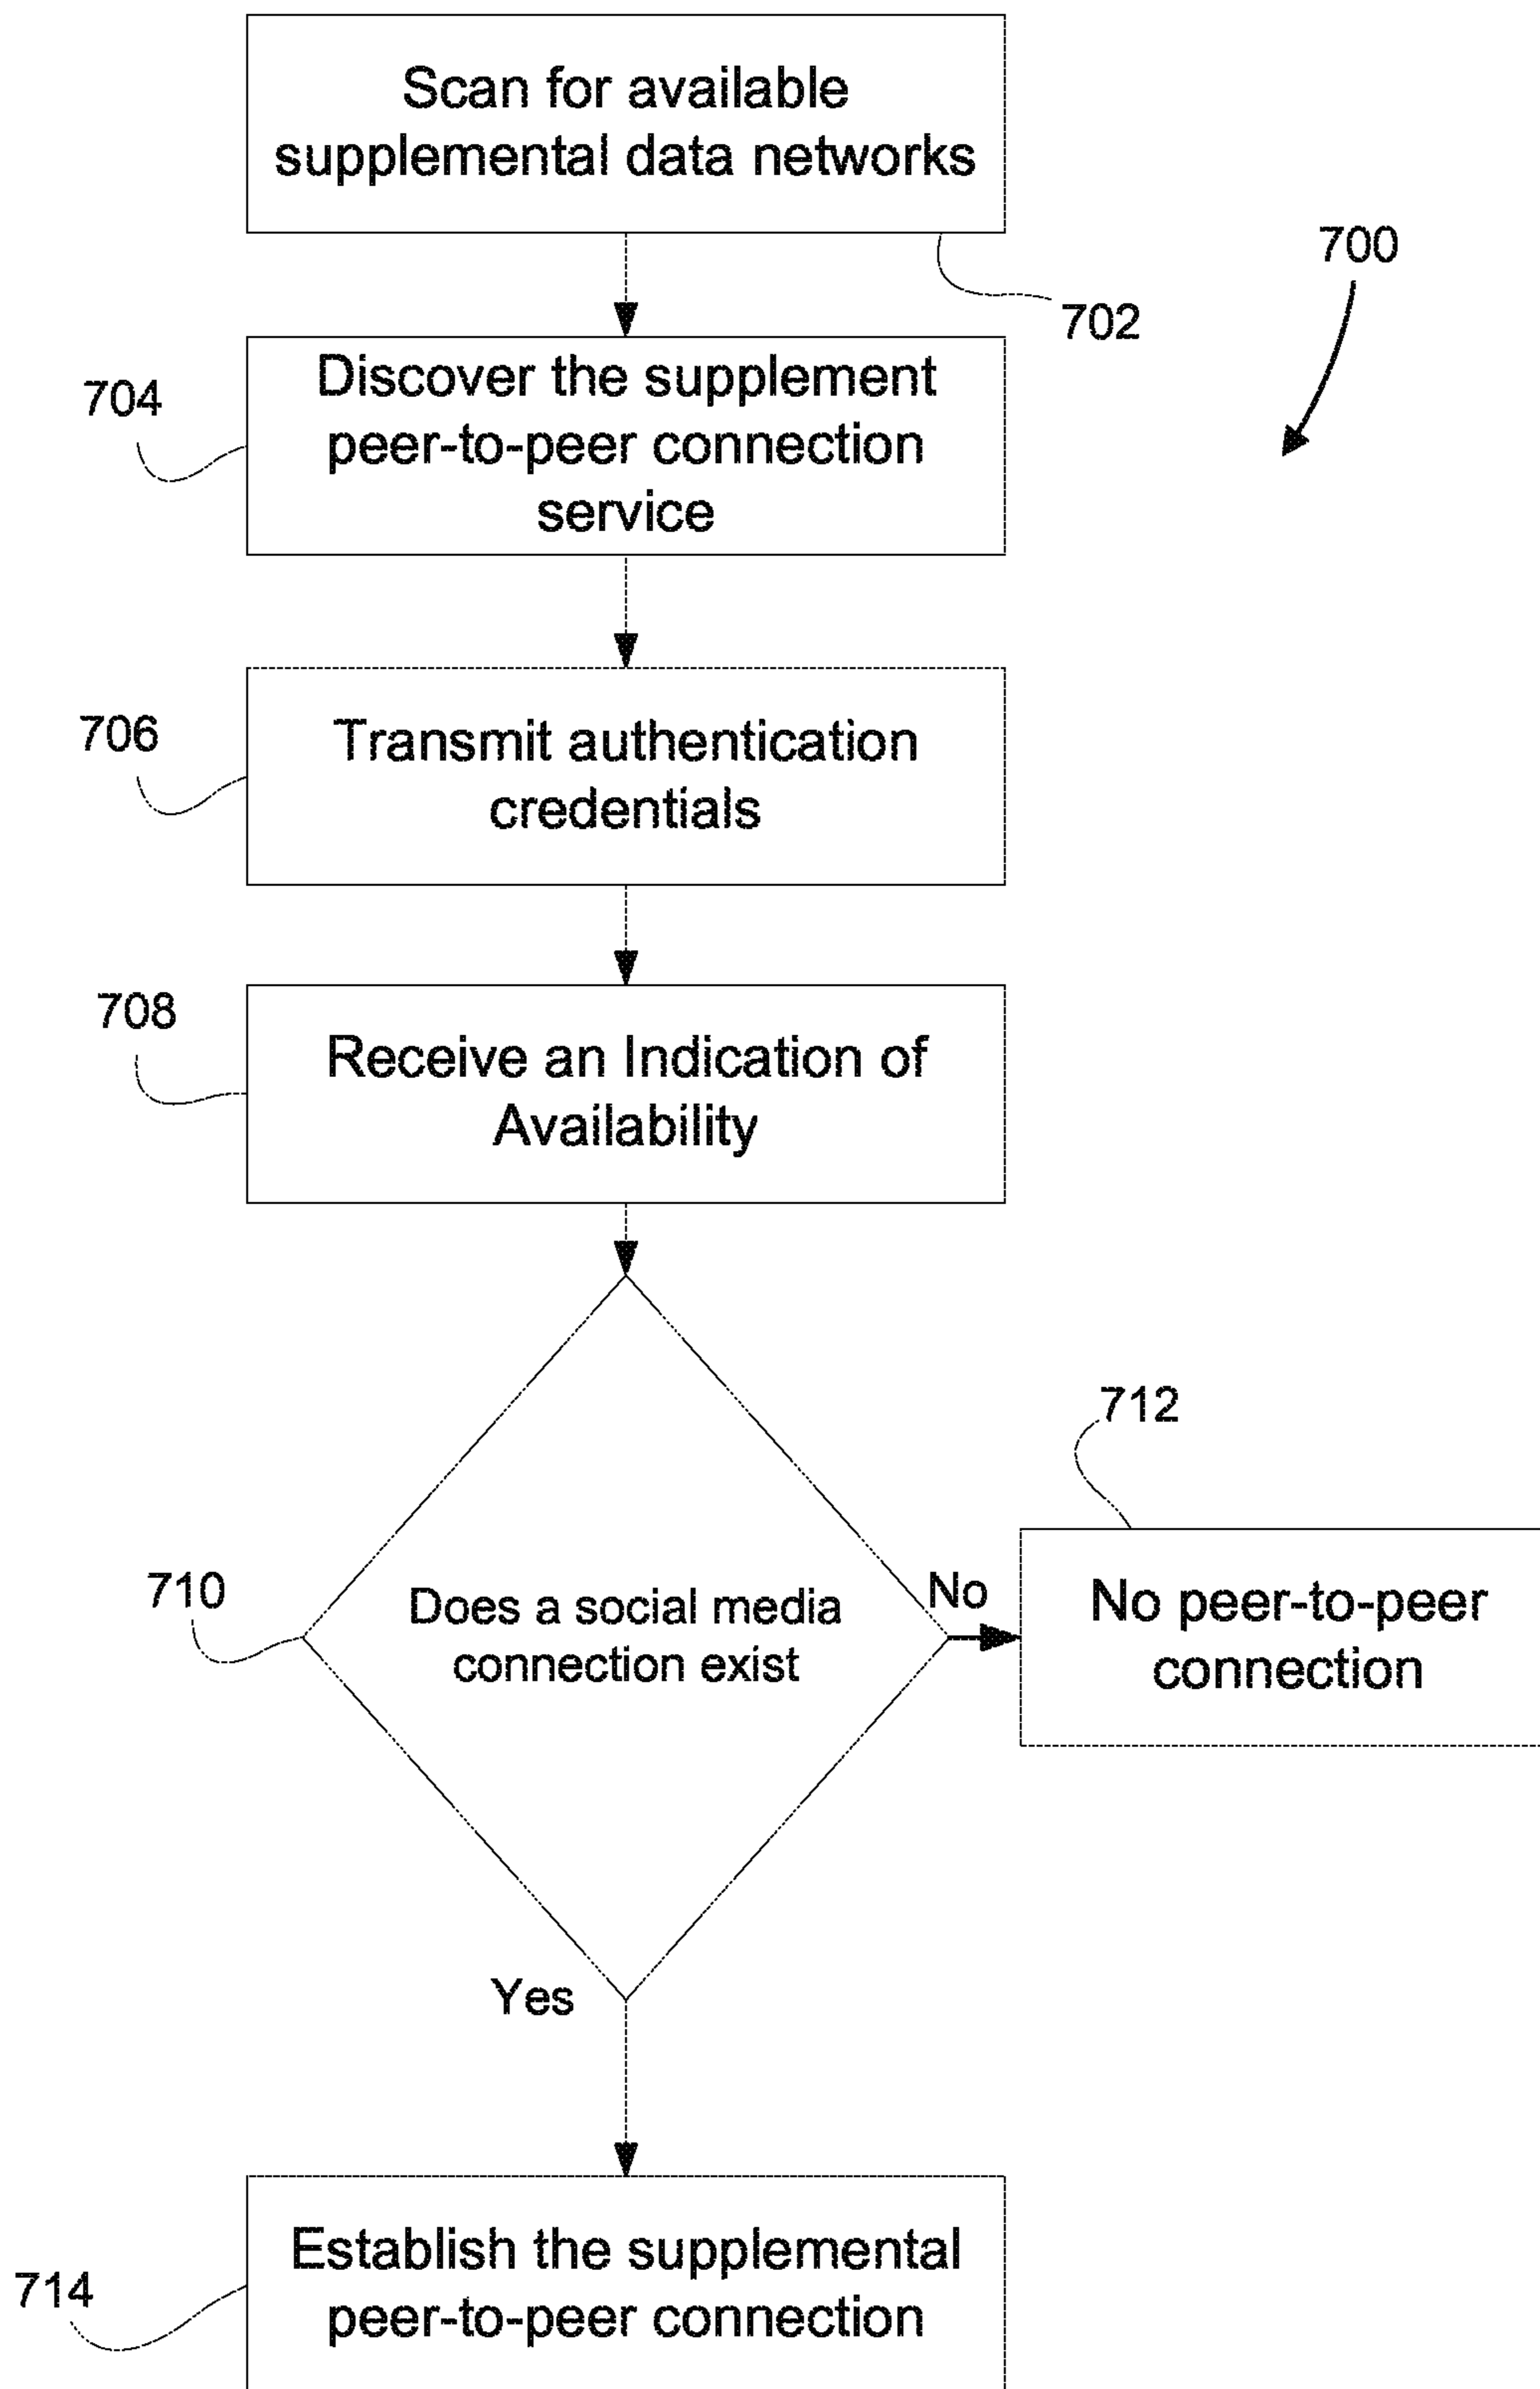 Scan for available
supplemental data networks
700
702
704
Discover the supplement
peer-to-peer connection
service
706
Transmit authentication
credentials
708
Receive an Indication of
Availability
712
710
Does a social media
connection exist
No
No peer-to-peer
connection
Yes
714
Establish the supplemental
peer-to-peer connection